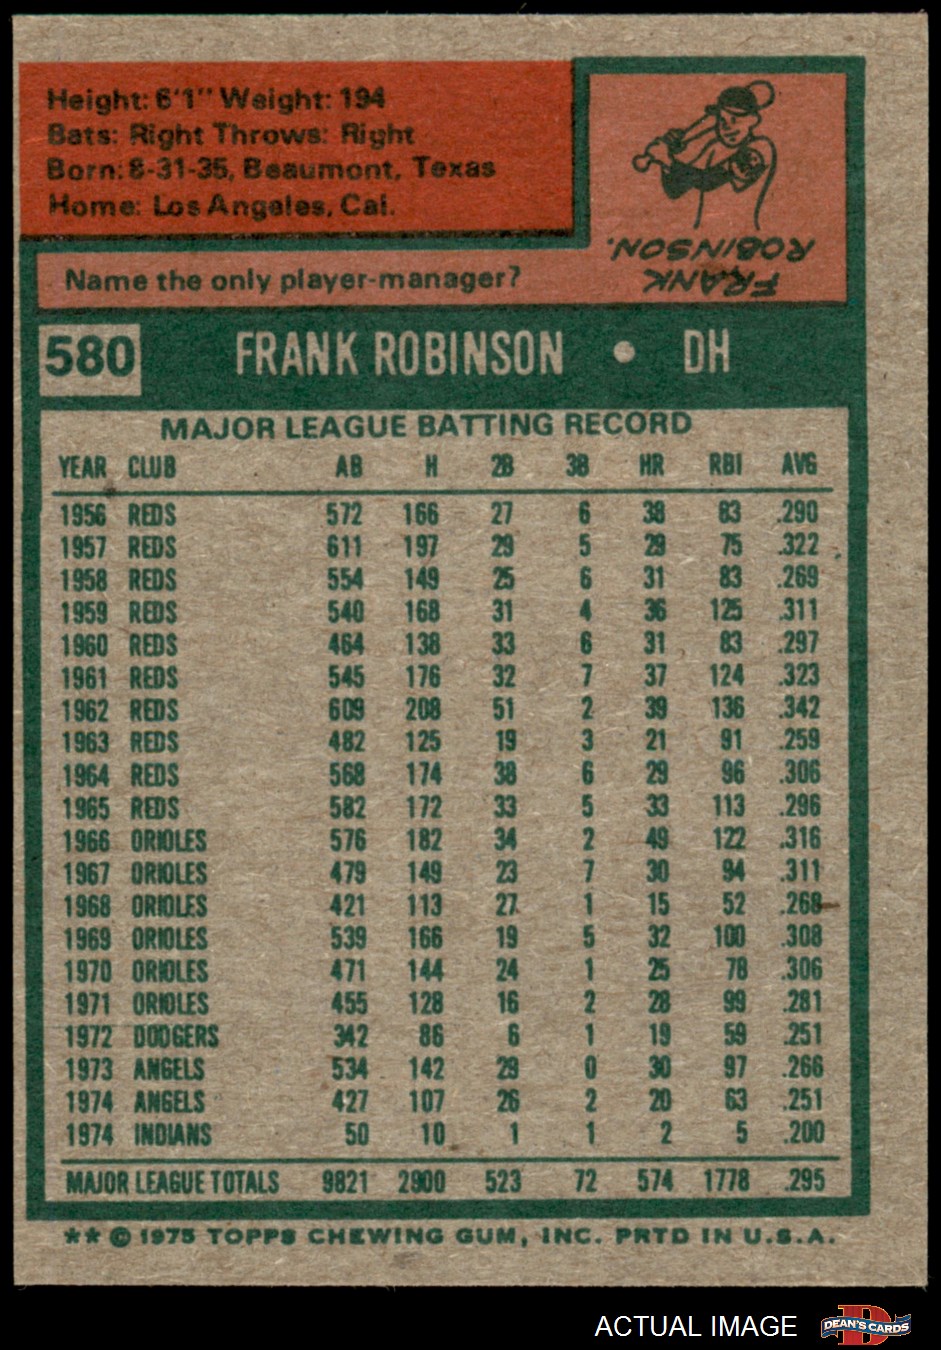 Height: 6'1" Weight: 194
Bats: Right Throws: Right
Born: 8-31-35, Beaumont, Texas
Home: Los Angeles, Cal.
Name the only player-manager?
FRANK
ROBINSON.
580 FRANK ROBINSON • DH
MAJOR LEAGUE BATTING RECORD
YEAR CLUB AB H 2B 3B HR RBI AVG
1956 REDS 572 166 27 6 38 83 .290
1957 REDS 611 197 29 5 29 75 .322
1958 REDS 554 149 25 6 31 83 .269
1959 REDS 540 168 31 4 36 125 .311
1960 REDS 464 138 33 6 31 83 .297
1961 REDS 545 176 32 7 37 124 .323
1962 REDS 609 208 51 2 39 136 .342
1963 REDS 482 125 19 3 21 91 .259
1964 REDS 568 174 38 6 29 96 .306
1965 REDS 582 172 33 5 33 113 .296
1966 ORIOLES 576 182 34 2 49 122 .316
1967 ORIOLES 479 149 23 7 30 94 .311
1968 ORIOLES 421 113 27 1 15 52 .268
1969 ORIOLES 539 166 19 5 32 100 .308
1970 ORIOLES 471 144 24 1 25 78 .306
1971 ORIOLES 455 128 16 2 28 99 .281
1972 DODGERS 342 86 6 1 19 59 .251
1973 ANGELS 534 142 29 0 30 97 .266
1974 ANGELS 427 107 26 2 20 63 .251
1974 INDIANS 50 10 1 1 2 5 .200
MAJOR LEAGUE TOTALS 9821 2900 523 72 574 1778 .295
** © 1975 TOPPS CHEWING GUM, INC. PRTD IN U.S.A.
ACTUAL IMAGE
D
DEAN'S CARDS